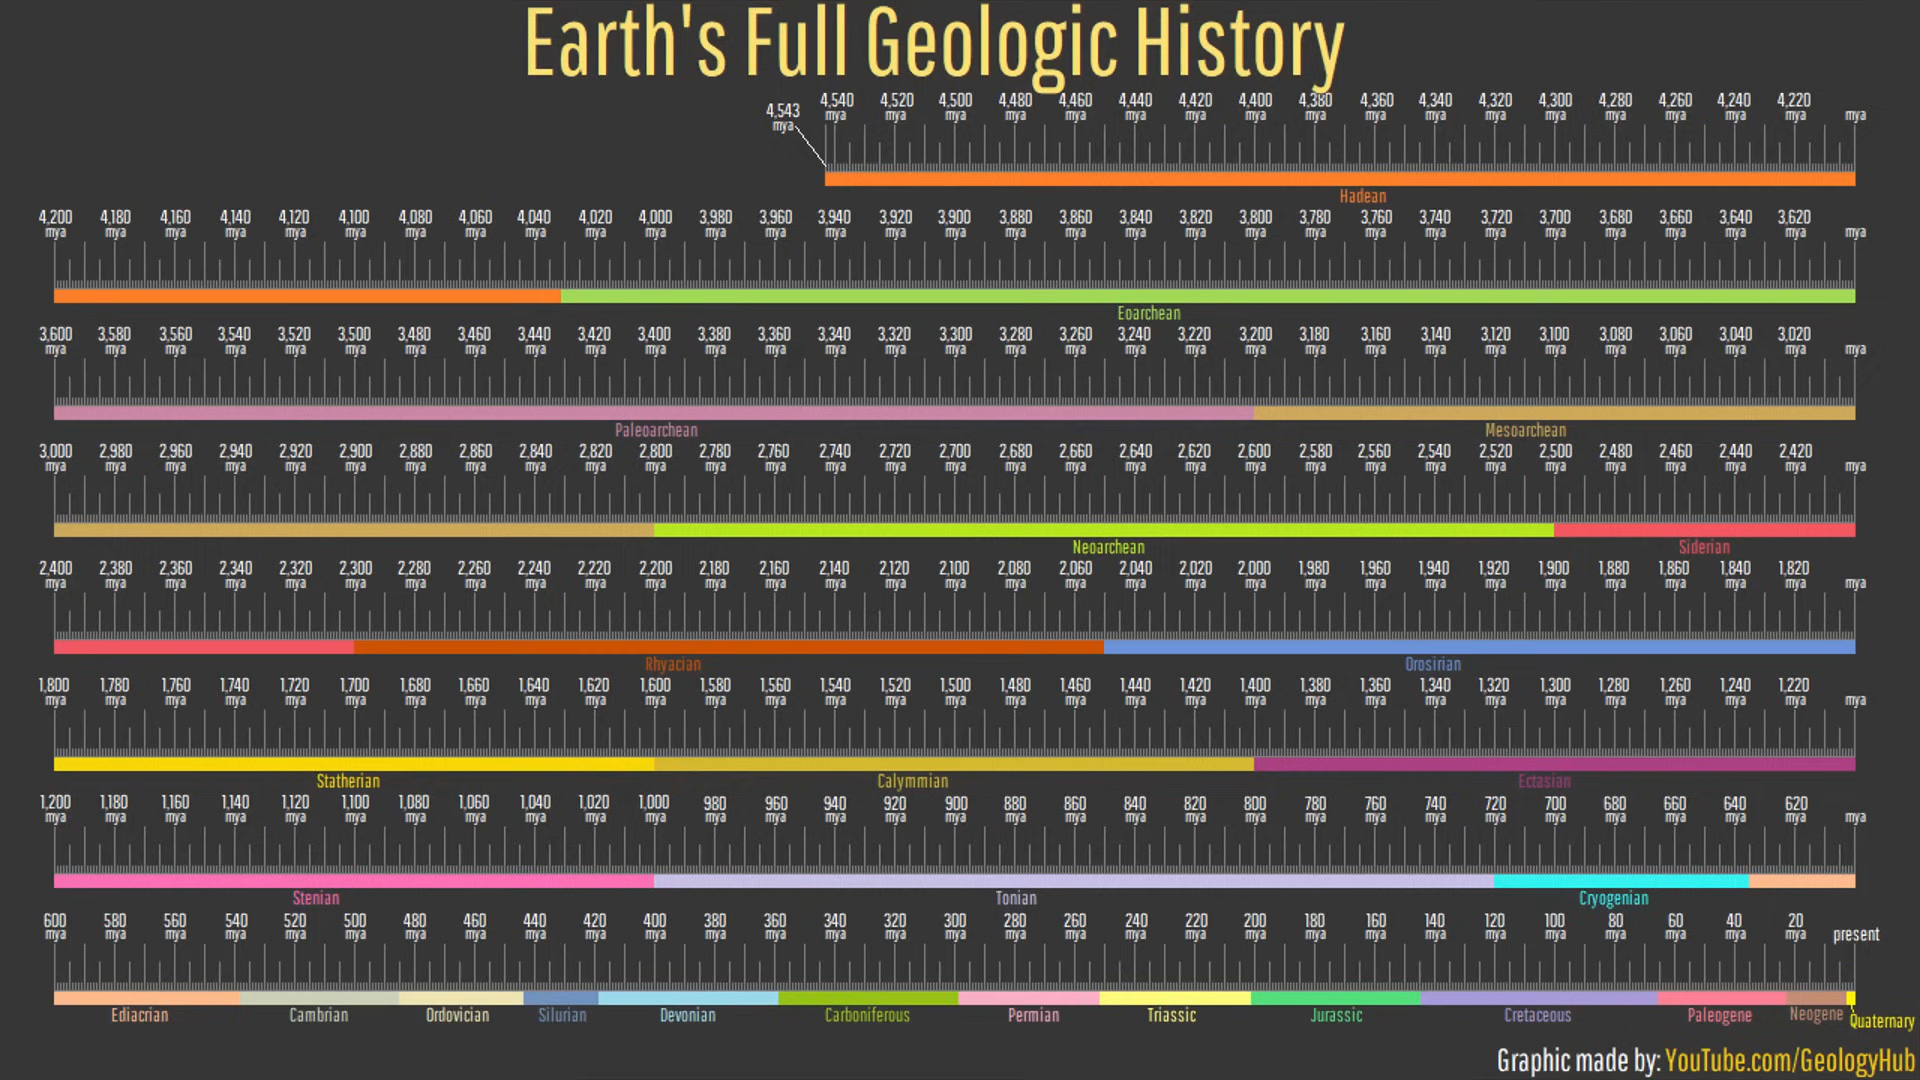 Earth's Full Geologic History
4,543 mya
4,540 mya 4,520 mya 4,500 mya 4,480 mya 4,460 mya 4,440 mya 4,420 mya 4,400 mya 4,380 mya 4,360 mya 4,340 mya 4,320 mya 4,300 mya 4,280 mya 4,260 mya 4,240 mya 4,220 mya mya
Hadean
4,200 mya 4,180 mya 4,160 mya 4,140 mya 4,120 mya 4,100 mya 4,080 mya 4,060 mya 4,040 mya 4,020 mya 4,000 mya 3,980 mya 3,960 mya 3,940 mya 3,920 mya 3,900 mya 3,880 mya 3,860 mya 3,840 mya 3,820 mya 3,800 mya 3,780 mya 3,760 mya 3,740 mya 3,720 mya 3,700 mya 3,680 mya 3,660 mya 3,640 mya 3,620 mya mya
Eoarchean
3,600 mya 3,580 mya 3,560 mya 3,540 mya 3,520 mya 3,500 mya 3,480 mya 3,460 mya 3,440 mya 3,420 mya 3,400 mya 3,380 mya 3,360 mya 3,340 mya 3,320 mya 3,300 mya 3,280 mya 3,260 mya 3,240 mya 3,220 mya 3,200 mya 3,180 mya 3,160 mya 3,140 mya 3,120 mya 3,100 mya 3,080 mya 3,060 mya 3,040 mya 3,020 mya mya
Paleoarchean Mesoarchean
3,000 mya 2,980 mya 2,960 mya 2,940 mya 2,920 mya 2,900 mya 2,880 mya 2,860 mya 2,840 mya 2,820 mya 2,800 mya 2,780 mya 2,760 mya 2,740 mya 2,720 mya 2,700 mya 2,680 mya 2,660 mya 2,640 mya 2,620 mya 2,600 mya 2,580 mya 2,560 mya 2,540 mya 2,520 mya 2,500 mya 2,480 mya 2,460 mya 2,440 mya 2,420 mya mya
Neoarchean Siderian
2,400 mya 2,380 mya 2,360 mya 2,340 mya 2,320 mya 2,300 mya 2,280 mya 2,260 mya 2,240 mya 2,220 mya 2,200 mya 2,180 mya 2,160 mya 2,140 mya 2,120 mya 2,100 mya 2,080 mya 2,060 mya 2,040 mya 2,020 mya 2,000 mya 1,980 mya 1,960 mya 1,940 mya 1,920 mya 1,900 mya 1,880 mya 1,860 mya 1,840 mya 1,820 mya mya
Rhyacian Orosirian
1,800 mya 1,780 mya 1,760 mya 1,740 mya 1,720 mya 1,700 mya 1,680 mya 1,660 mya 1,640 mya 1,620 mya 1,600 mya 1,580 mya 1,560 mya 1,540 mya 1,520 mya 1,500 mya 1,480 mya 1,460 mya 1,440 mya 1,420 mya 1,400 mya 1,380 mya 1,360 mya 1,340 mya 1,320 mya 1,300 mya 1,280 mya 1,260 mya 1,240 mya 1,220 mya mya
Statherian Calymmian Ectasian
1,200 mya 1,180 mya 1,160 mya 1,140 mya 1,120 mya 1,100 mya 1,080 mya 1,060 mya 1,040 mya 1,020 mya 1,000 mya 980 mya 960 mya 940 mya 920 mya 900 mya 880 mya 860 mya 840 mya 820 mya 800 mya 780 mya 760 mya 740 mya 720 mya 700 mya 680 mya 660 mya 640 mya 620 mya mya
Stenian Tonian Cryogenian
600 mya 580 mya 560 mya 540 mya 520 mya 500 mya 480 mya 460 mya 440 mya 420 mya 400 mya 380 mya 360 mya 340 mya 320 mya 300 mya 280 mya 260 mya 240 mya 220 mya 200 mya 180 mya 160 mya 140 mya 120 mya 100 mya 80 mya 60 mya 40 mya 20 mya present
Ediacrian Cambrian Ordovician Silurian Devonian Carboniferous Permian Triassic Jurassic Cretaceous Paleogene Neogene Quaternary
Graphic made by: YouTube.com/GeologyHub